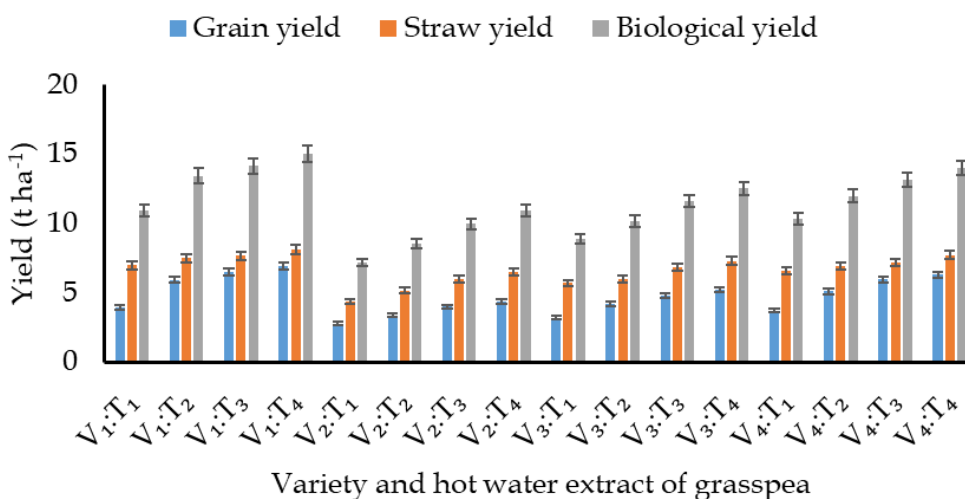 Grain yield Straw yield Biological yield
20
15
10
5
0
Yield (t ha⁻¹)
V₁:T₁ V₁:T₂ V₁:T₃ V₁:T₄ V₂:T₁ V₂:T₂ V₂:T₃ V₂:T₄ V₃:T₁ V₃:T₂ V₃:T₃ V₃:T₄ V₄:T₁ V₄:T₂ V₄:T₃ V₄:T₄
Variety and hot water extract of grasspea